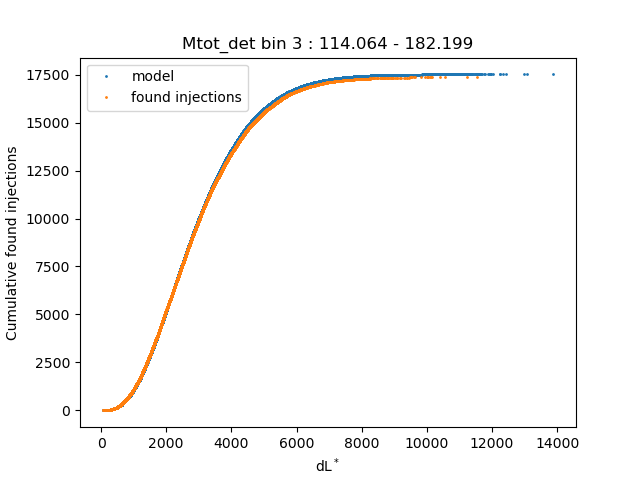 Mtot_det bin 3 : 114.064 - 182.199
model
found injections
Cumulative found injections
17500
15000
12500
10000
7500
5000
2500
0
0 2000 4000 6000 8000 10000 12000 14000
dL*